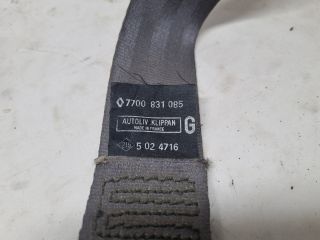 7700 831 085
AUTOLIV KLIPPAN
MADE IN FRANCE
G
5 02 4716